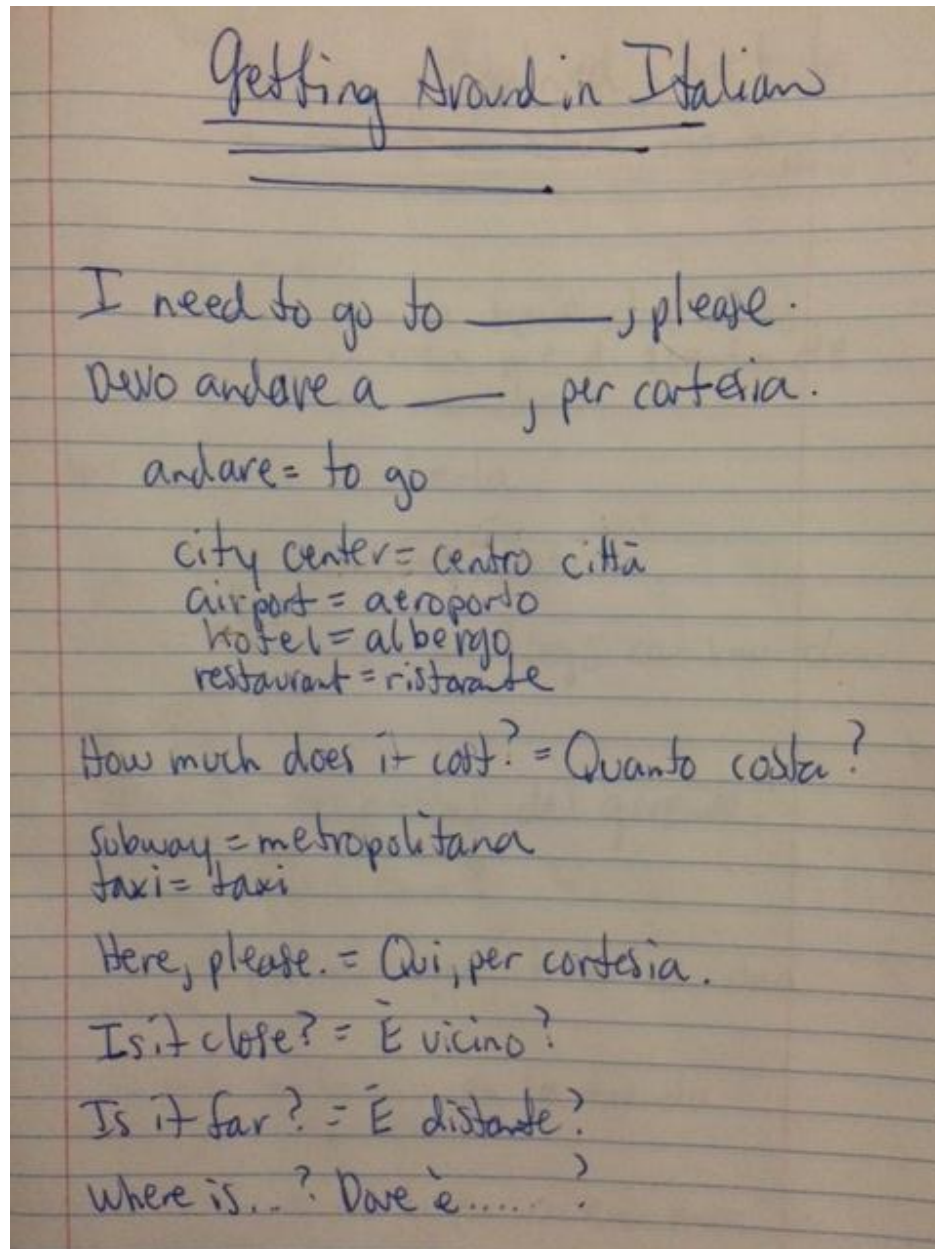 Getting Around in Italian
I need to go to ______, please.
Devo andare a ____, per cortesia.
andare = to go
city center = centro città
airport = aeroporto
hotel = albergo
restaurant = ristorante
How much does it cost? = Quanto costa?
subway = metropolitana
taxi = taxi
Here, please. = Qui, per cortesia.
Is it close? = È vicino?
Is it far? = È distante?
Where is...? Dove è......?